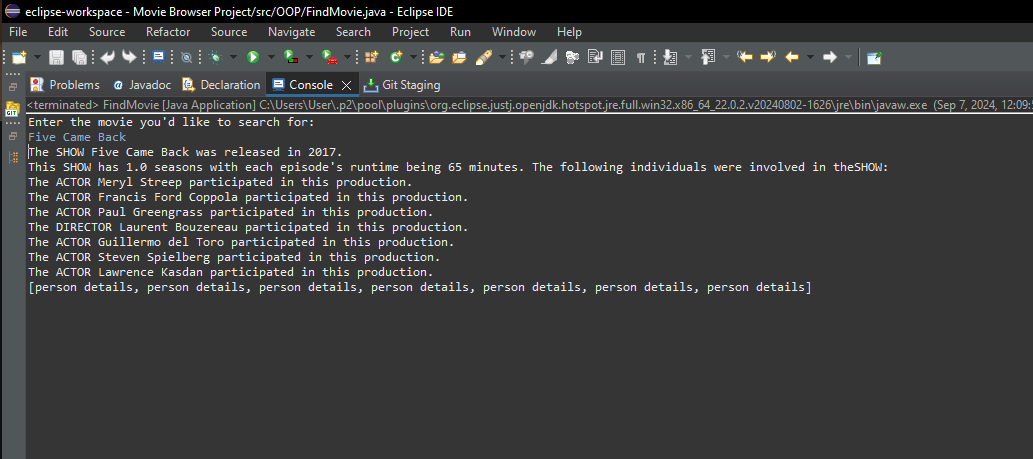 eclipse-workspace - Movie Browser Project/src/OOP/FindMovie.java - Eclipse IDE
File Edit Source Refactor Source Navigate Search Project Run Window Help
Problems @ Javadoc Declaration Console Git Staging
<terminated> FindMovie [Java Application] C:\Users\User\.p2\pool\plugins\org.eclipse.justj.openjdk.hotspot.jre.full.win32.x86_64_22.0.2.v20240802-1626\jre\bin\javaw.exe (Sep 7, 2024, 12:09:
GIT
Enter the movie you'd like to search for:
Five Came Back
The SHOW Five Came Back was released in 2017.
This SHOW has 1.0 seasons with each episode's runtime being 65 minutes. The following individuals were involved in theSHOW:
The ACTOR Meryl Streep participated in this production.
The ACTOR Francis Ford Coppola participated in this production.
The ACTOR Paul Greengrass participated in this production.
The DIRECTOR Laurent Bouzereau participated in this production.
The ACTOR Guillermo del Toro participated in this production.
The ACTOR Steven Spielberg participated in this production.
The ACTOR Lawrence Kasdan participated in this production.
[person details, person details, person details, person details, person details, person details, person details]